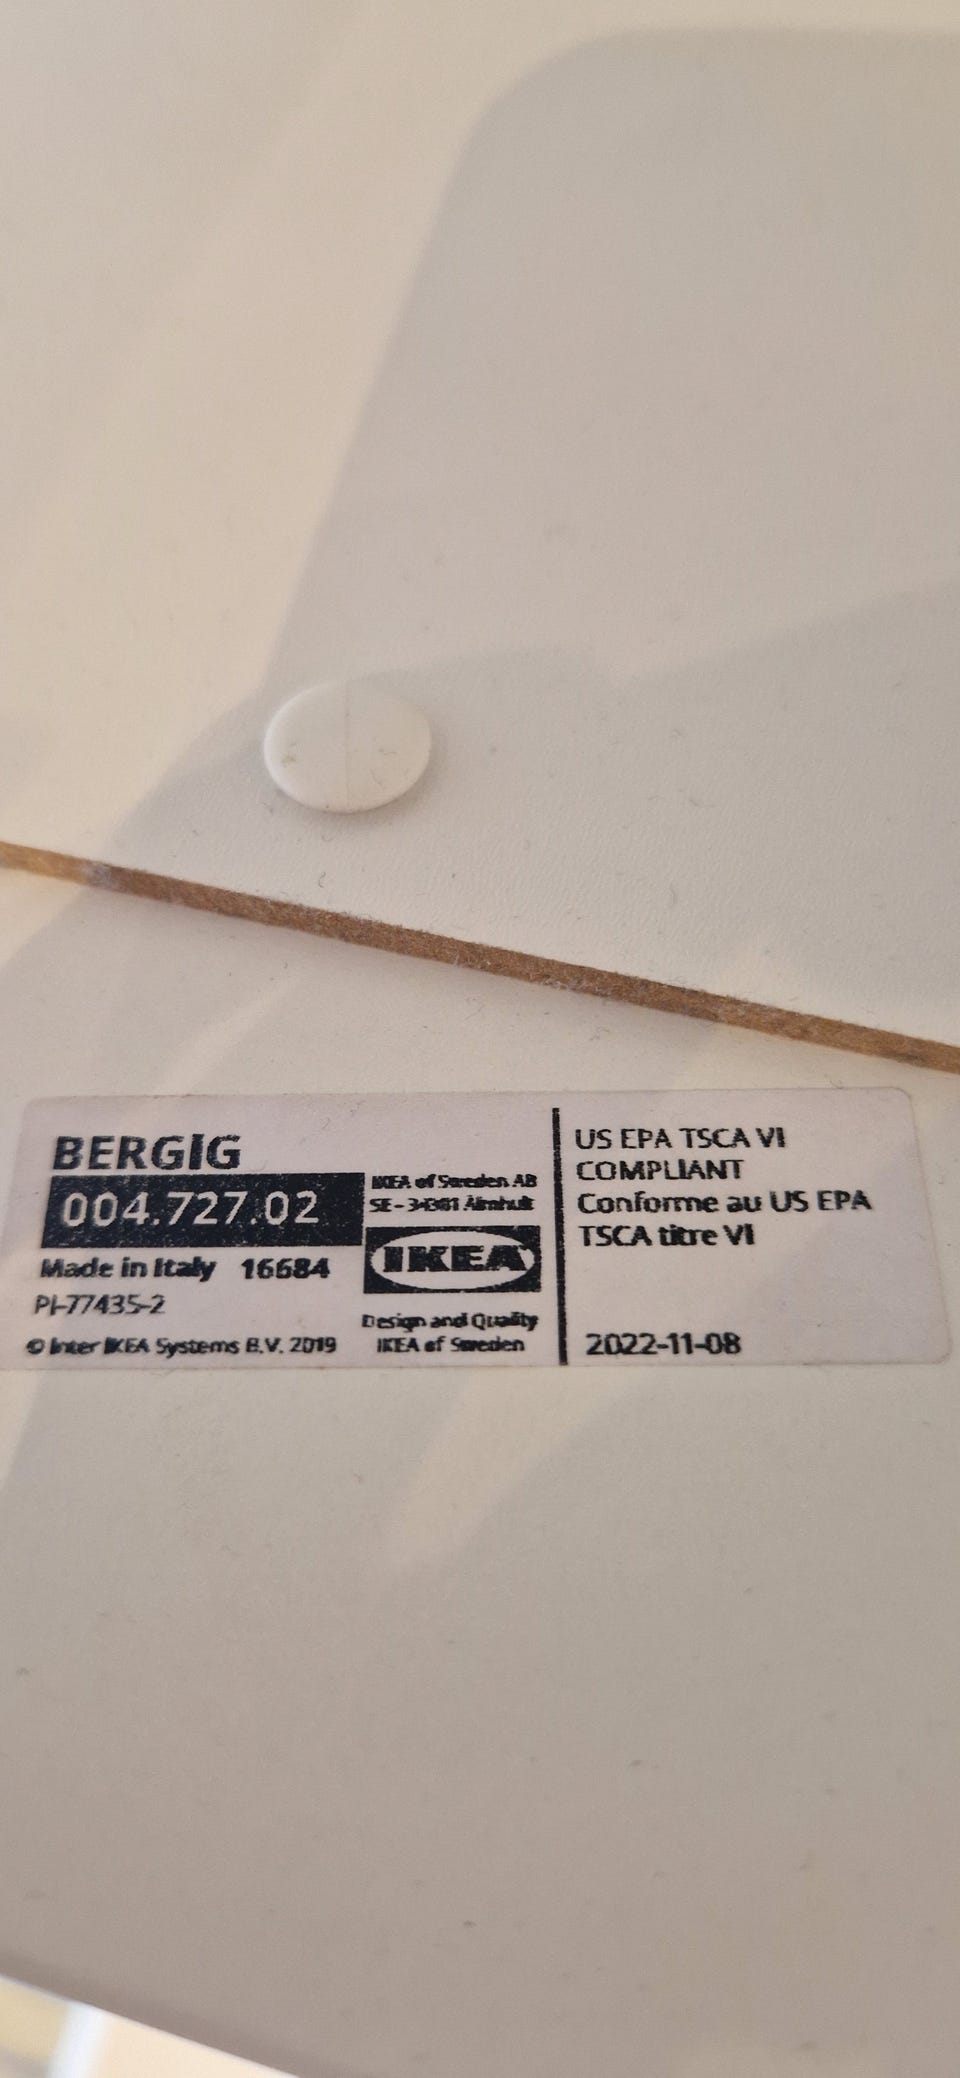 BERGIG
004.727.02
Made in Italy 16684
PI-77435-2
© Inter IKEA Systems B.V. 2019
IKEA of Sweden AB
SE - 34381 Älmhult
IKEA
Design and Quality
IKEA of Sweden
US EPA TSCA VI
COMPLIANT
Conforme au US EPA
TSCA titre VI
2022-11-08